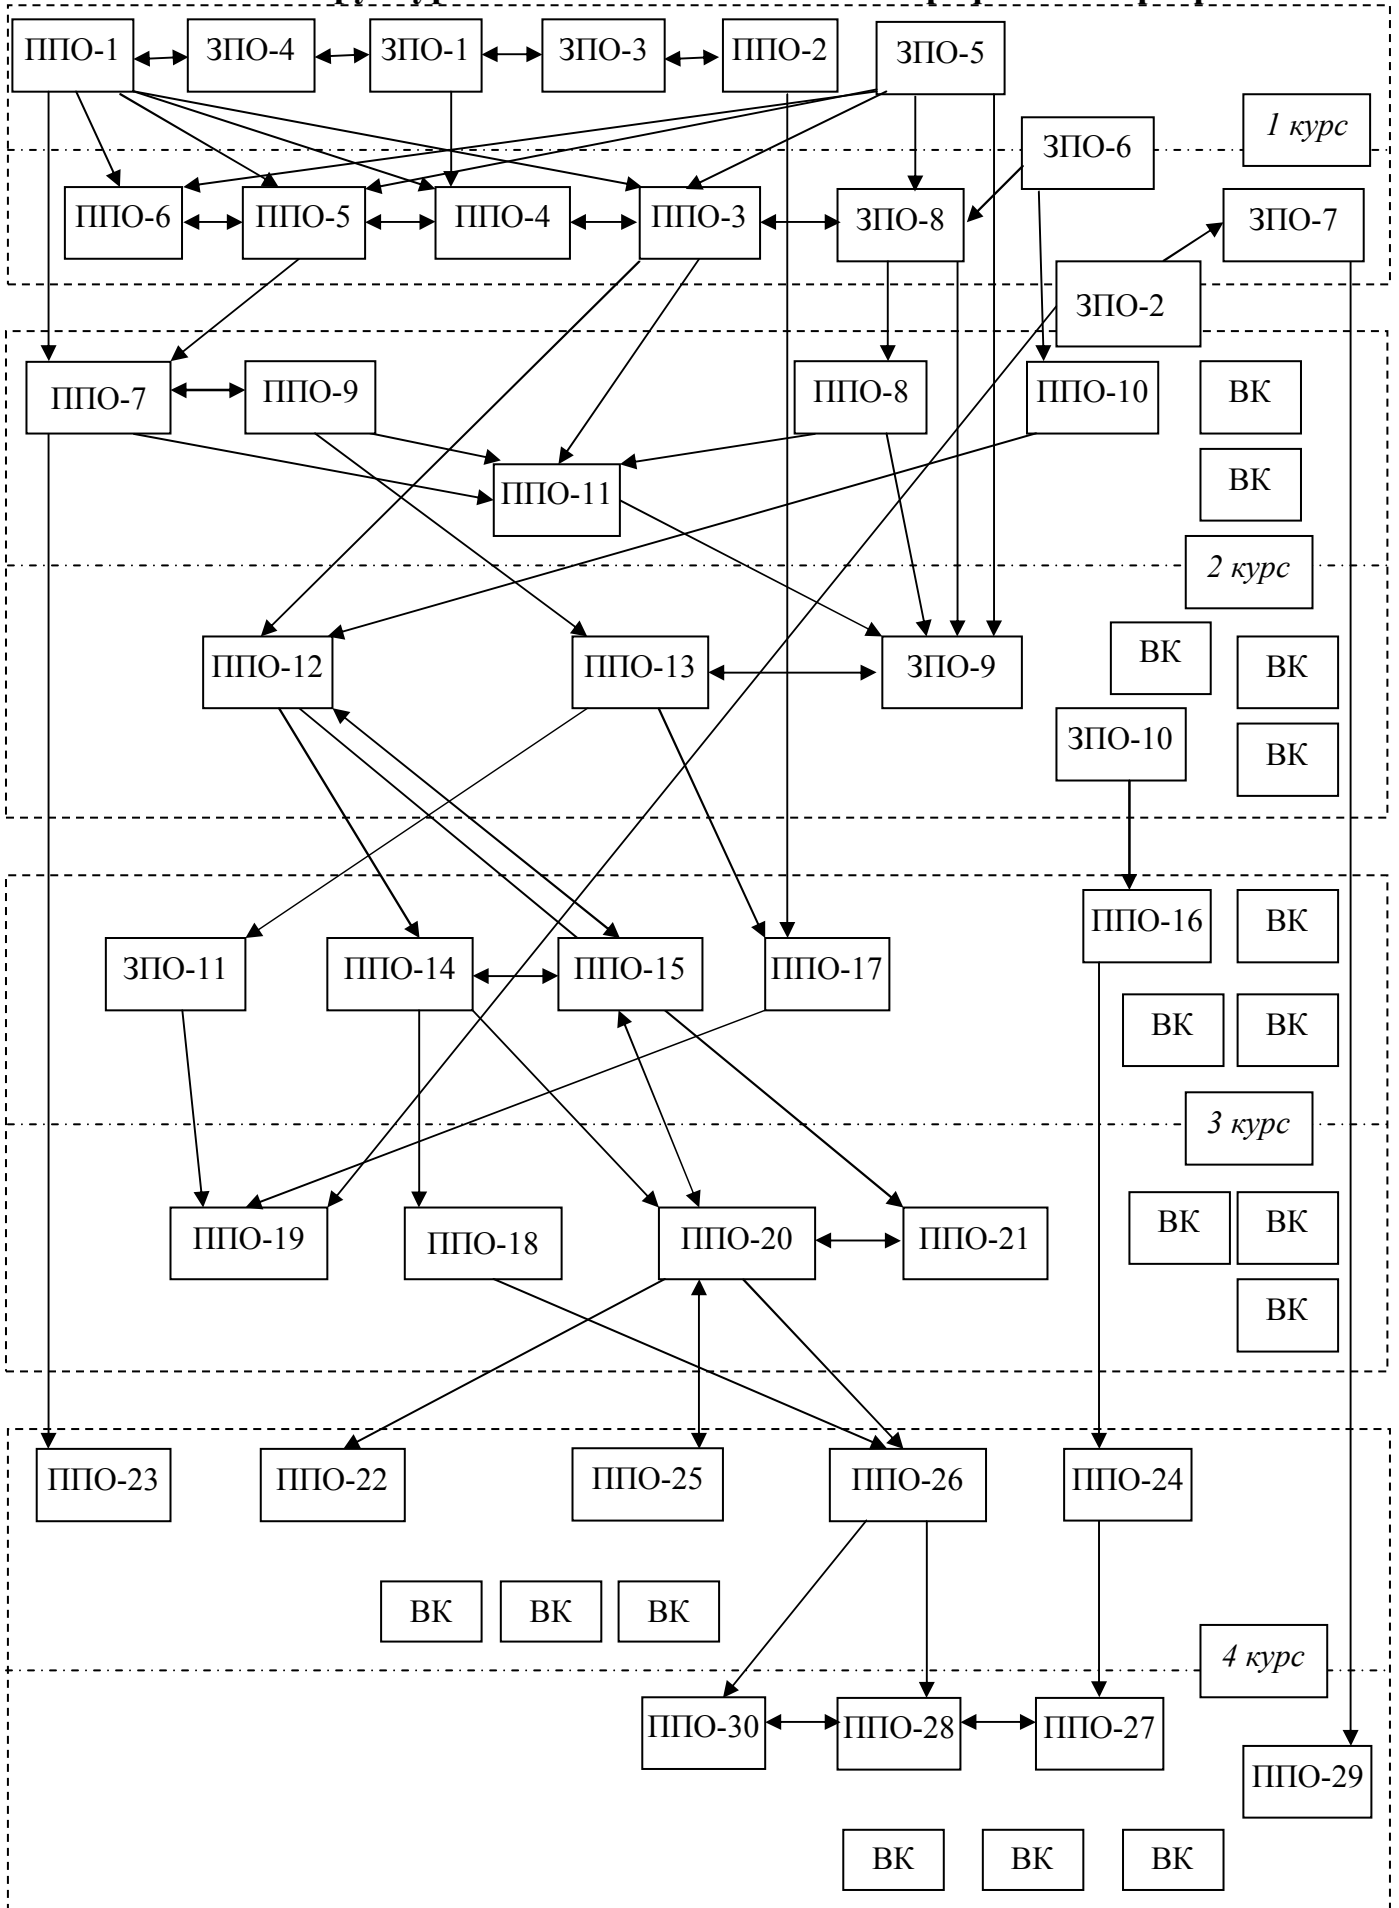 ППО-1 ЗПО-4 ЗПО-1 ЗПО-3 ППО-2 ЗПО-5
1 курс
ЗПО-6
ППО-6 ППО-5 ППО-4 ППО-3 ЗПО-8 ЗПО-7
ЗПО-2
ППО-7 ППО-9 ППО-8 ППО-10 ВК
ППО-11 ВК
2 курс
ППО-12 ППО-13 ЗПО-9 ВК ВК
ЗПО-10 ВК
ППО-16 ВК
ЗПО-11 ППО-14 ППО-15 ППО-17
ВК ВК
3 курс
ППО-19 ППО-18 ППО-20 ППО-21 ВК ВК
ВК
ППО-23 ППО-22 ППО-25 ППО-26 ППО-24
ВК ВК ВК
4 курс
ППО-30 ППО-28 ППО-27
ППО-29
ВК ВК ВК